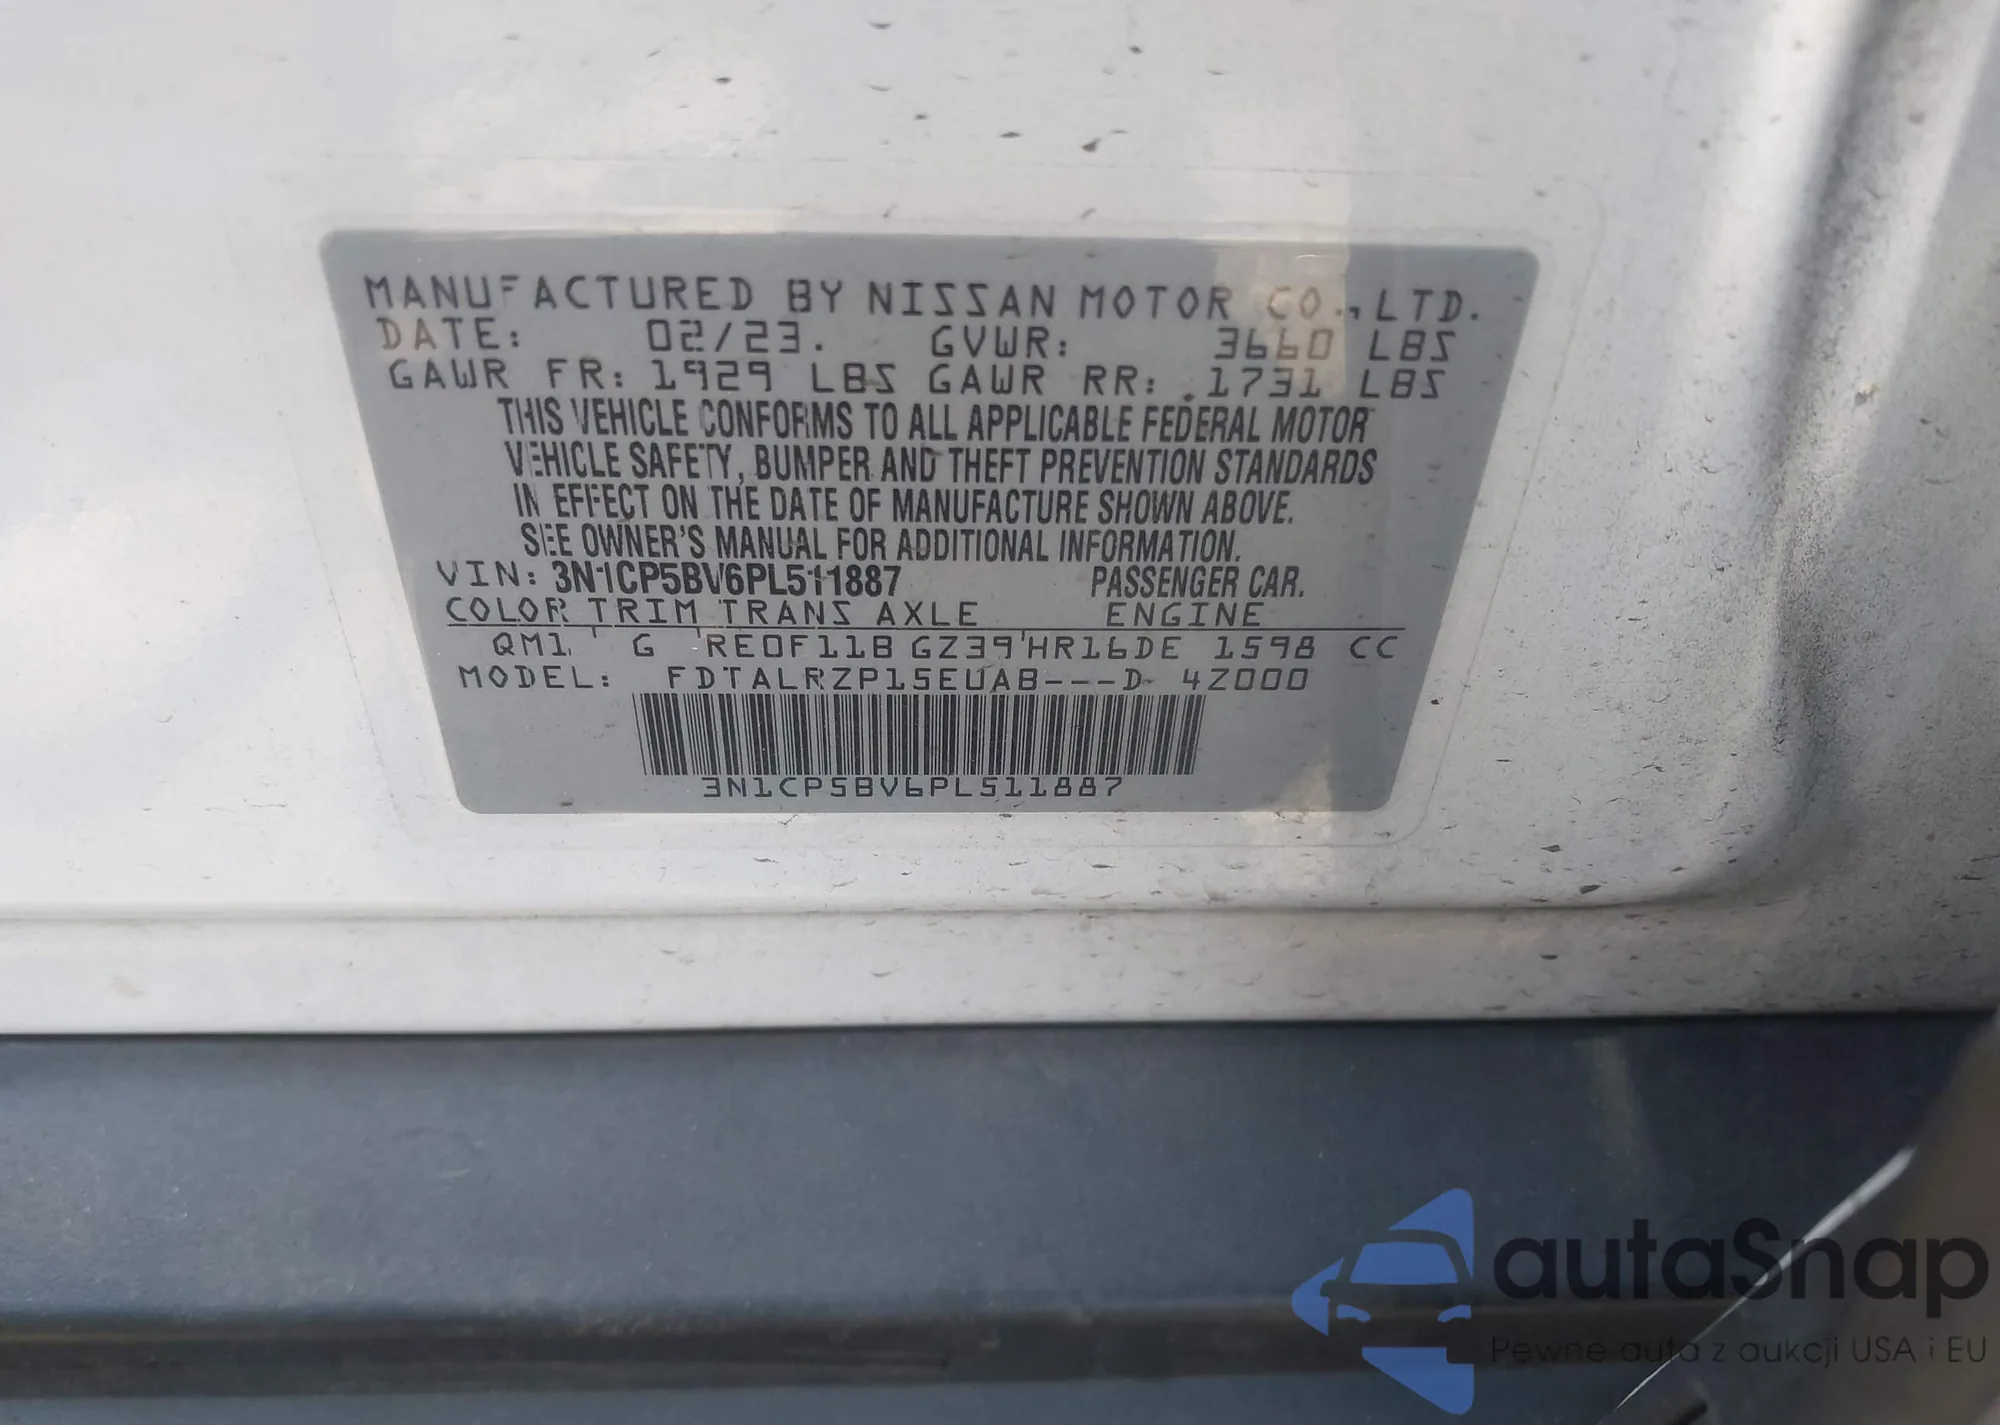 MANUFACTURED BY NISSAN MOTOR CO.,LTD.
DATE: 02/23. GVWR: 3660 LBS
GAWR FR: 1929 LBS GAWR RR: 1731 LBS
THIS VEHICLE CONFORMS TO ALL APPLICABLE FEDERAL MOTOR
VEHICLE SAFETY, BUMPER AND THEFT PREVENTION STANDARDS
IN EFFECT ON THE DATE OF MANUFACTURE SHOWN ABOVE.
SEE OWNER'S MANUAL FOR ADDITIONAL INFORMATION.
VIN: 3N1CP5BV6PL511887 PASSENGER CAR.
COLOR TRIM TRANS AXLE ENGINE
QM1 G RE0F11B GZ39 HR16DE 1598 CC
MODEL: FDTALRZP15EUAB---D- 4Z000
3N1CP5BV6PL511887
autaSnap
Pewne auta z aukcji USA i EU